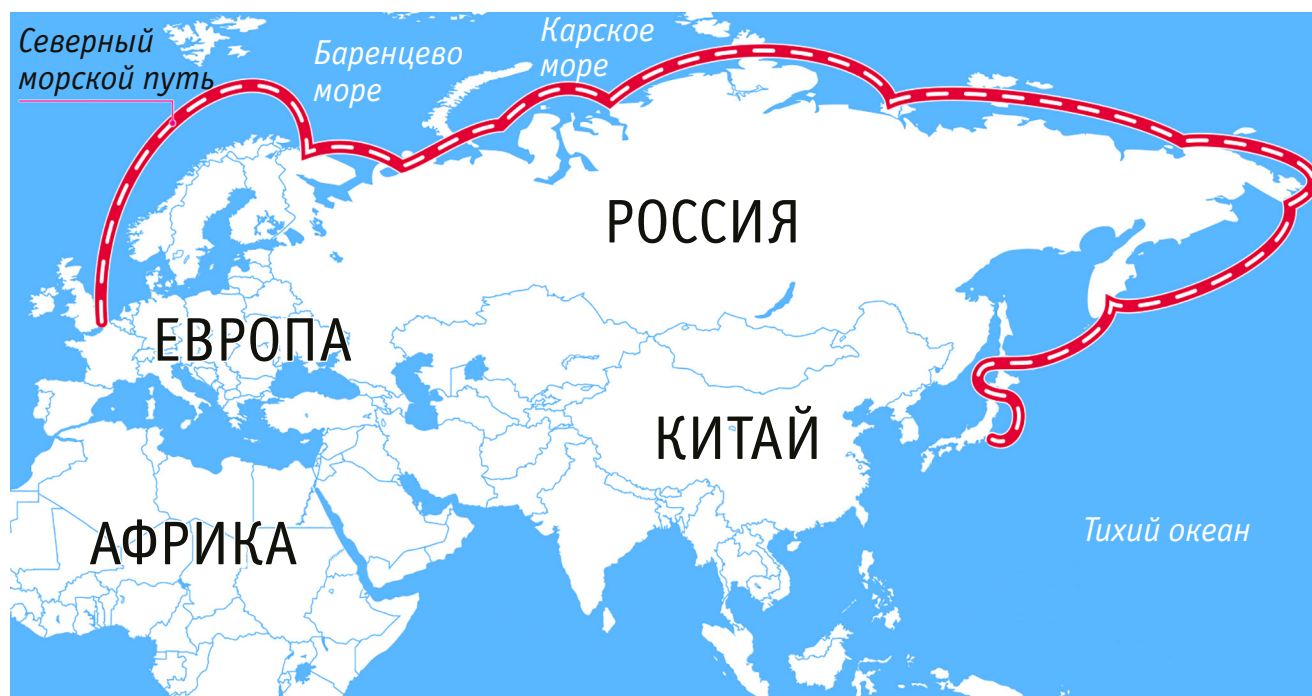 Северный
морской путь
Баренцево
море
Карское
море
РОССИЯ
ЕВРОПА
КИТАЙ
АФРИКА
Тихий океан